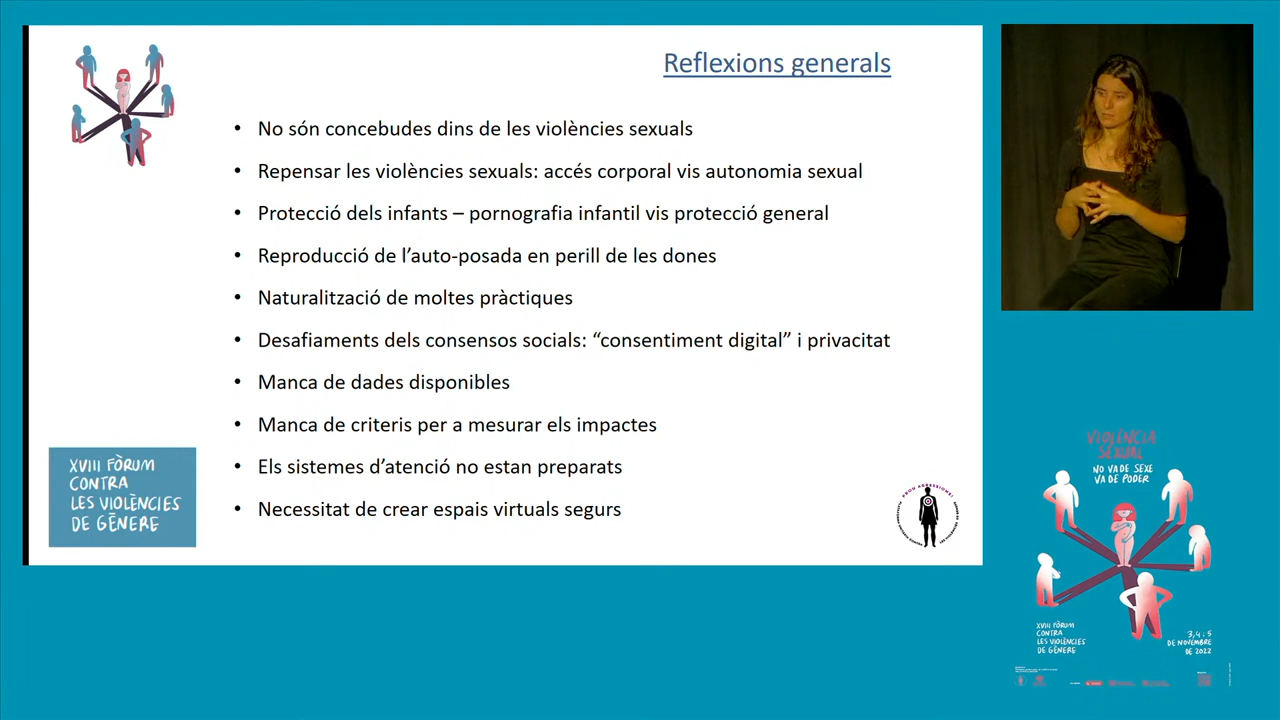 Reflexions generals
• No són concebudes dins de les violències sexuals
• Repensar les violències sexuals: accés corporal vis autonomia sexual
• Protecció dels infants – pornografia infantil vis protecció general
• Reproducció de l’auto-posada en perill de les dones
• Naturalització de moltes pràctiques
• Desafiaments dels consensos socials: “consentiment digital” i privacitat
• Manca de dades disponibles
• Manca de criteris per a mesurar els impactes
• Els sistemes d’atenció no estan preparats
• Necessitat de crear espais virtuals segurs
XVIII FÒRUM
CONTRA
LES VIOLÈNCIES
DE GÈNERE
PROU AGRESSIONS!
VIOLÈNCIA
SEXUAL
NO VA DE SEXE
VA DE PODER
XVIII FÒRUM
CONTRA
LES VIOLÈNCIES
DE GÈNERE
3, 4 i 5
DE NOVEMBRE
DE 2022